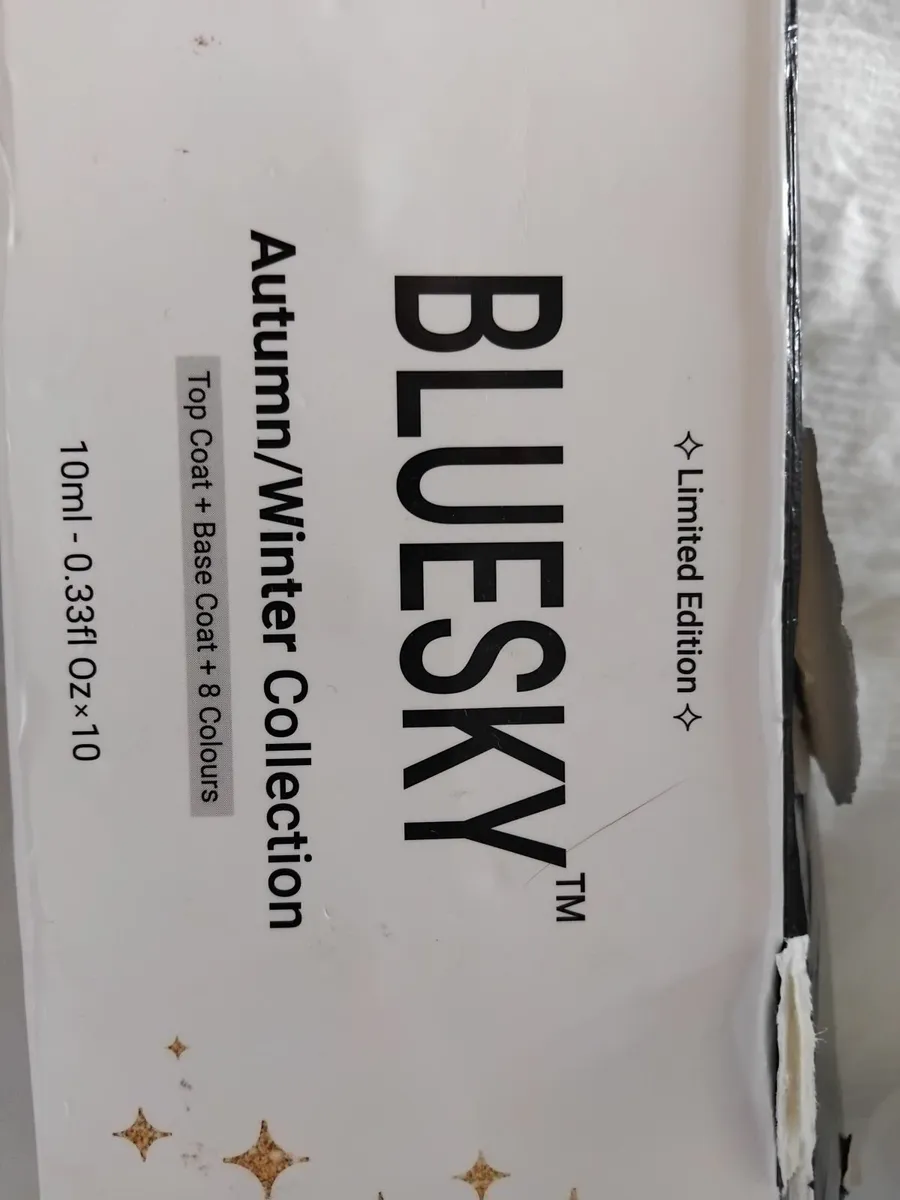 ✧ Limited Edition ✧
BLUESKY™
Autumn/Winter Collection
Top Coat + Base Coat + 8 Colours
10ml - 0.33fl Oz×10